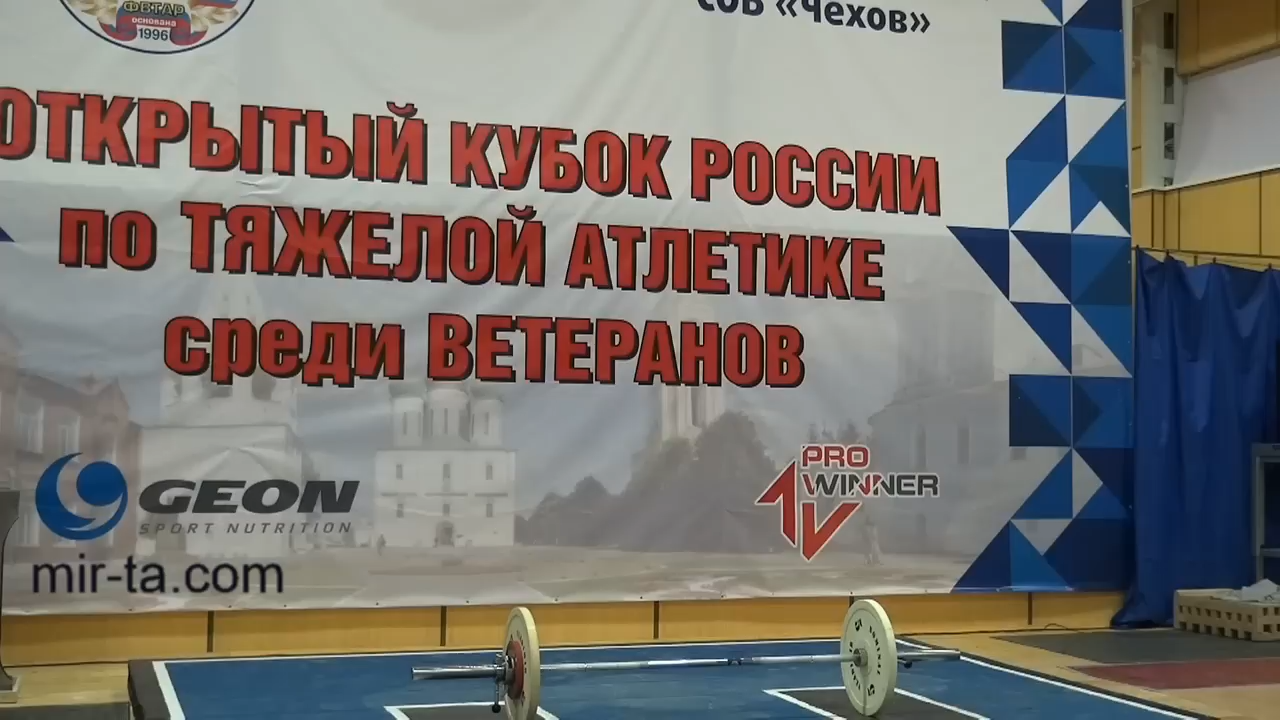 ФВТАР
основана
1996
«Чехов»
ОТКРЫТЫЙ КУБОК РОССИИ
по ТЯЖЕЛОЙ АТЛЕТИКЕ
среди ВЕТЕРАНОВ
GEON
SPORT NUTRITION
mir-ta.com
PRO
WINNER
TV